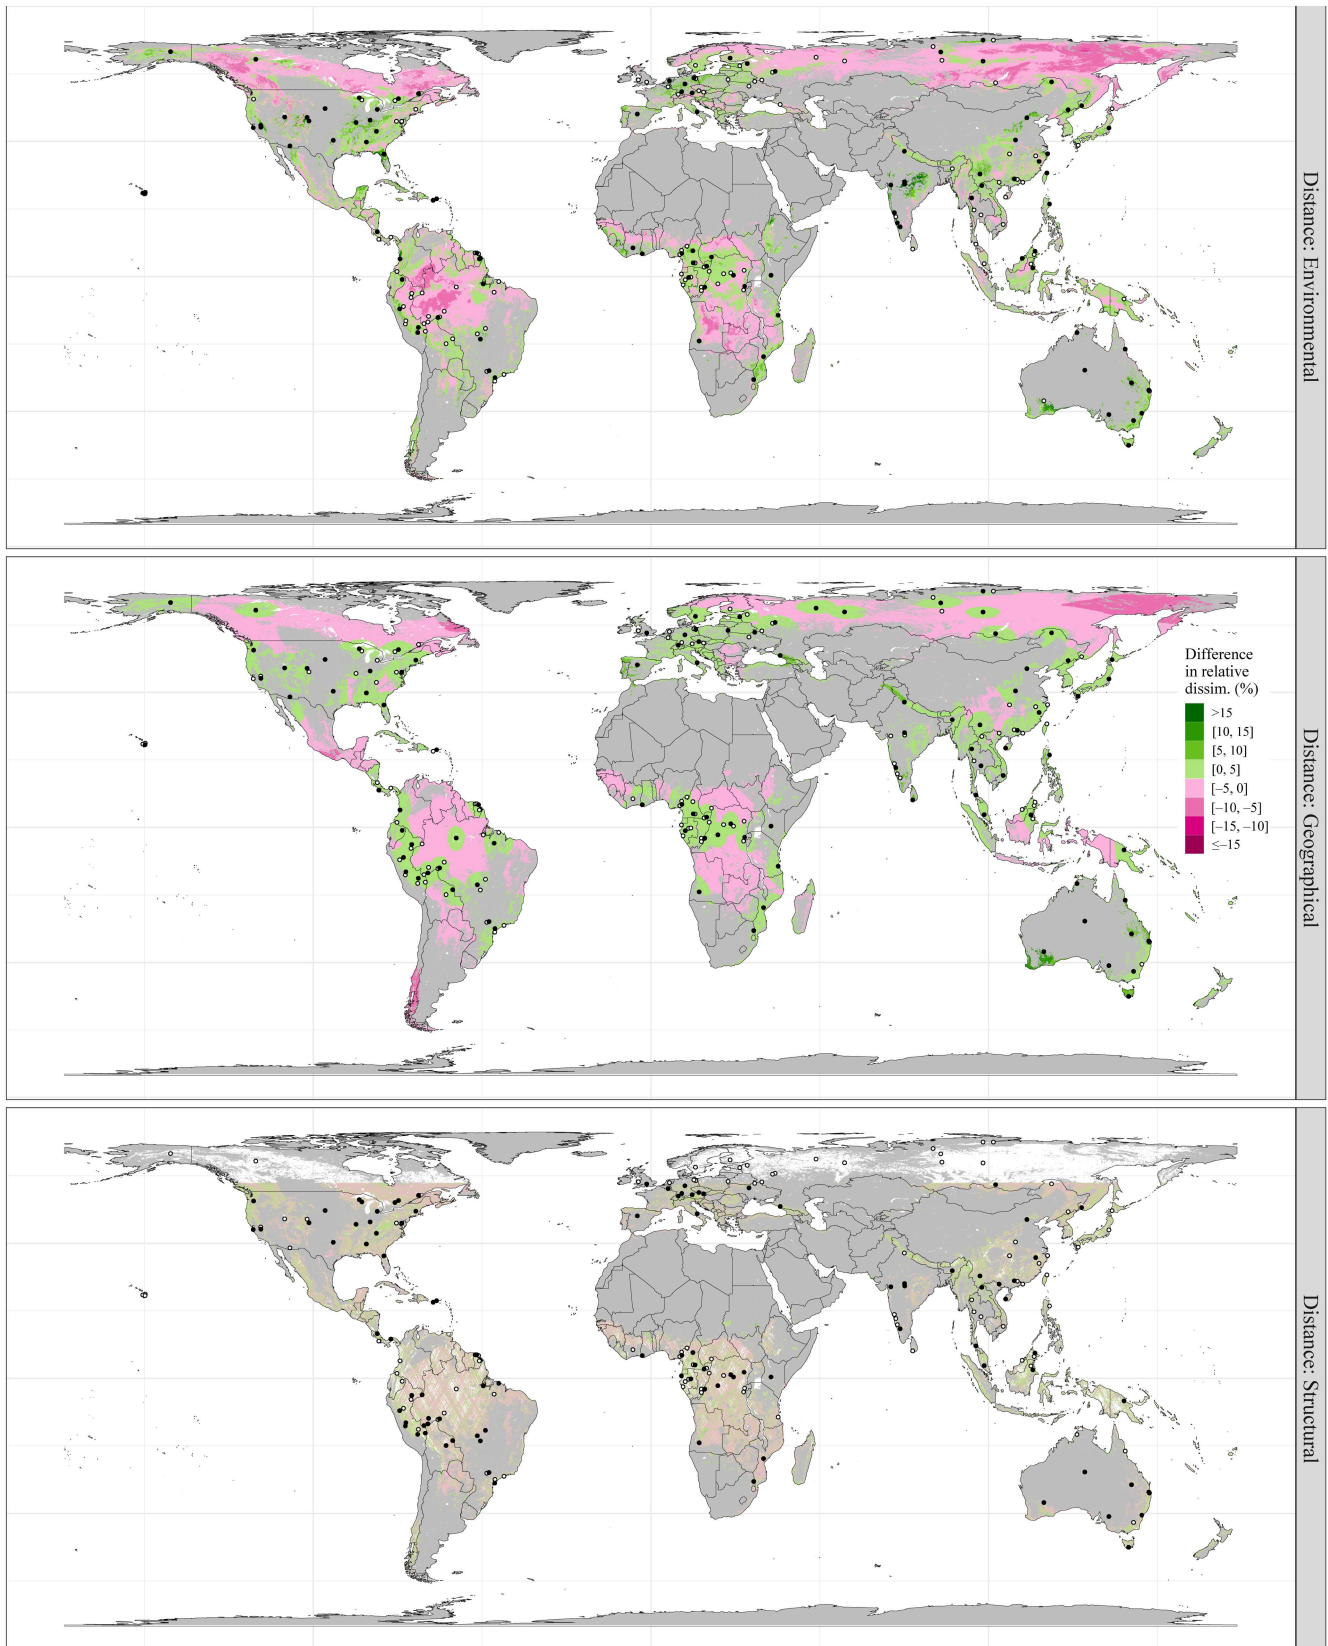 Distance: Environmental
Distance: Geographical
Difference
in relative
dissim. (%)
>15
[10, 15]
[5, 10]
[0, 5]
[−5, 0]
[−10, −5]
[−15, −10]
≤−15
Distance: Structural